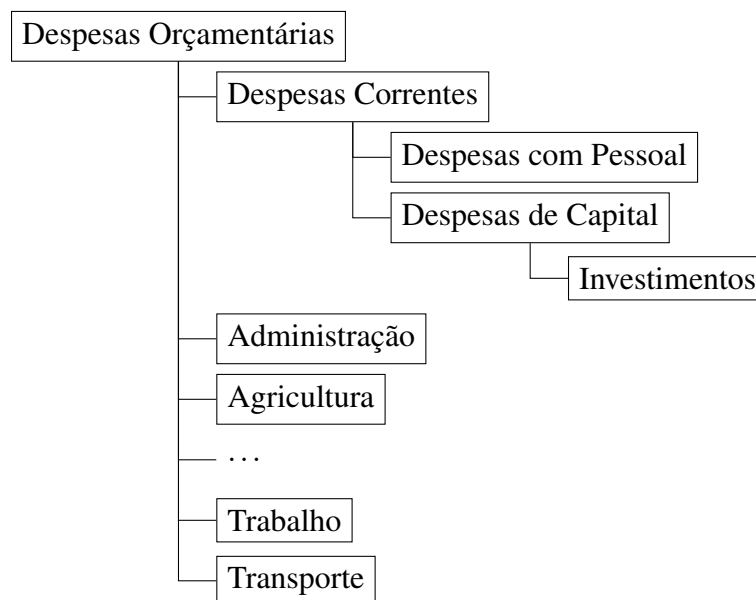 Despesas Orçamentárias
Despesas Correntes
Despesas com Pessoal
Despesas de Capital
Investimentos
Administração
Agricultura
...
Trabalho
Transporte